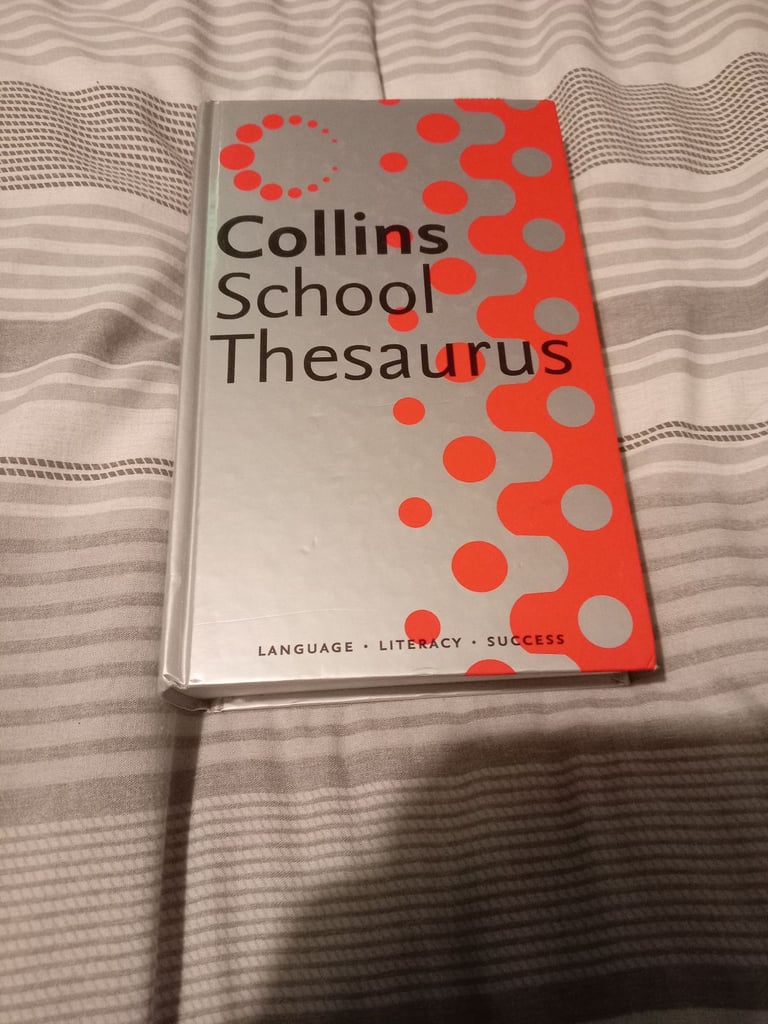 Collins
School
Thesaurus
LANGUAGE • LITERACY • SUCCESS